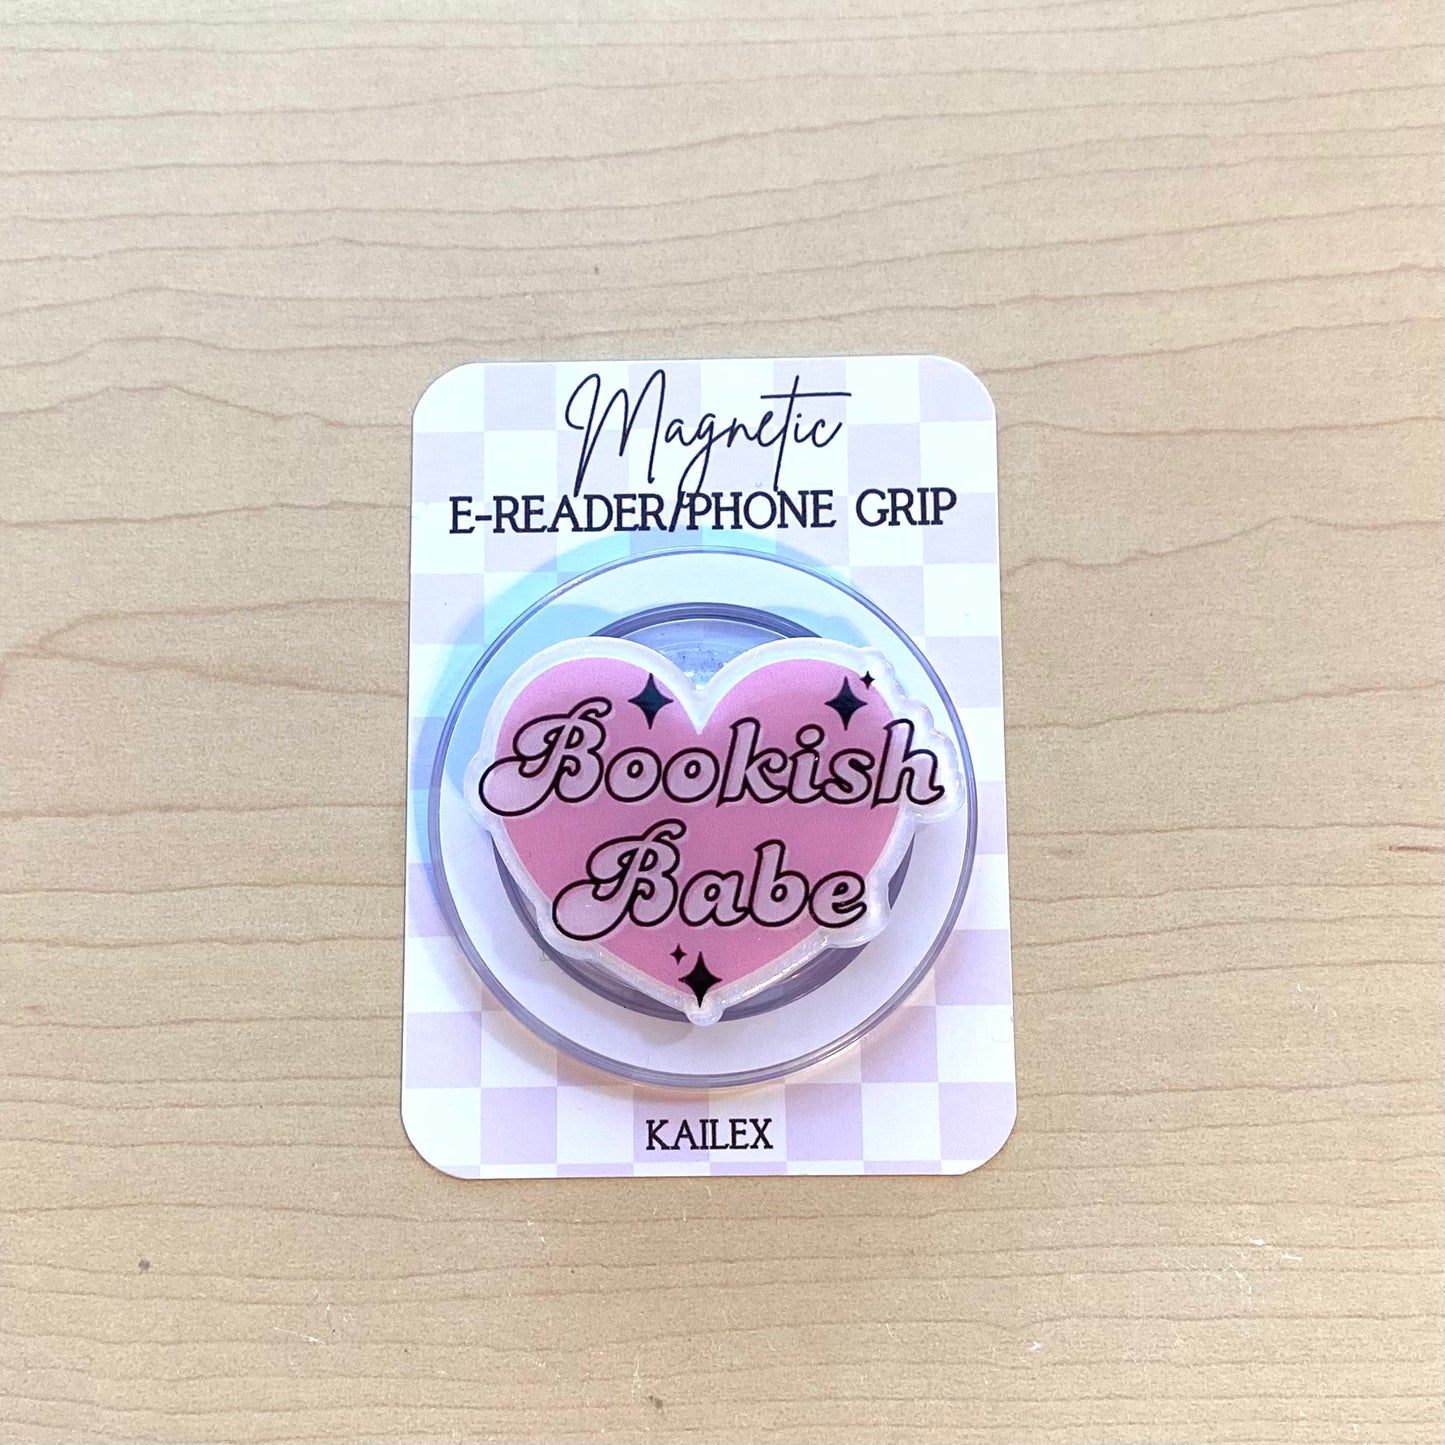 Magnetic
E-READER/PHONE GRIP
Bookish
Babe
KAILEX